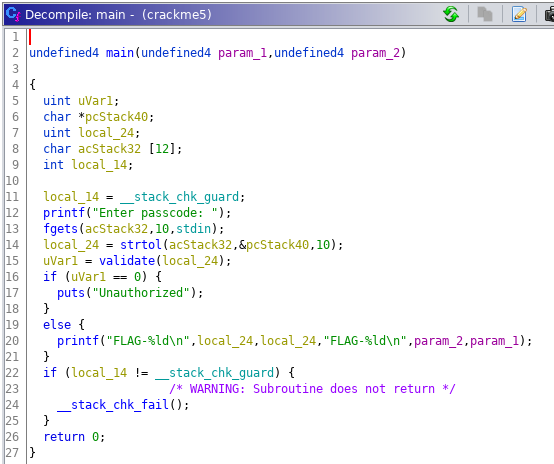 Decompile: main - (crackme5)
1
2 undefined4 main(undefined4 param_1,undefined4 param_2)
3
4 {
5 uint uVar1;
6 char *pcStack40;
7 uint local_24;
8 char acStack32 [12];
9 int local_14;
10
11 local_14 = __stack_chk_guard;
12 printf("Enter passcode: ");
13 fgets(acStack32,10,stdin);
14 local_24 = strtol(acStack32,&pcStack40,10);
15 uVar1 = validate(local_24);
16 if (uVar1 == 0) {
17 puts("Unauthorized");
18 }
19 else {
20 printf("FLAG-%ld\n",local_24,local_24,"FLAG-%ld\n",param_2,param_1);
21 }
22 if (local_14 != __stack_chk_guard) {
23 /* WARNING: Subroutine does not return */
24 __stack_chk_fail();
25 }
26 return 0;
27 }